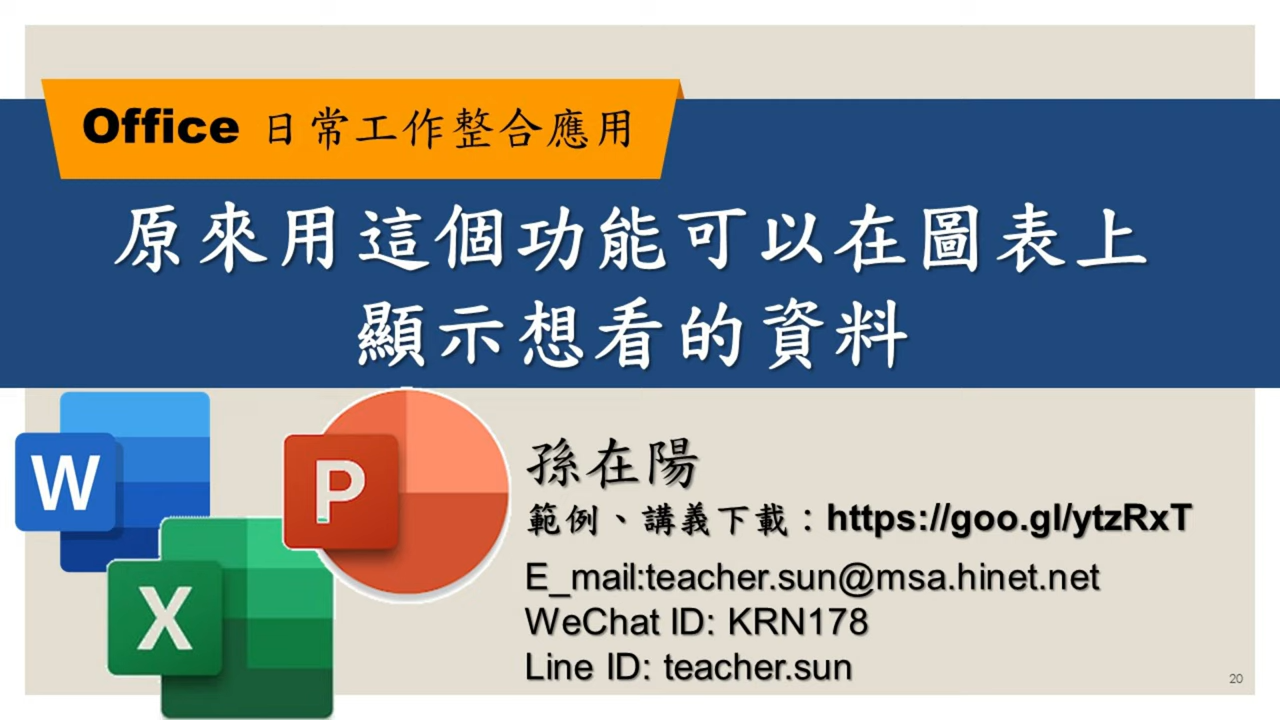 Office 日常工作整合應用
原來用這個功能可以在圖表上
顯示想看的資料
W
P
X
孫在陽
範例、講義下載：https://goo.gl/ytzRxT
E_mail:teacher.sun@msa.hinet.net
WeChat ID: KRN178
Line ID: teacher.sun
20